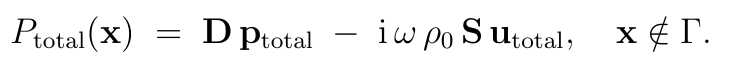 P_total(x) = D p_total − i ω ρ_0 S u_total, x ∉ Γ.